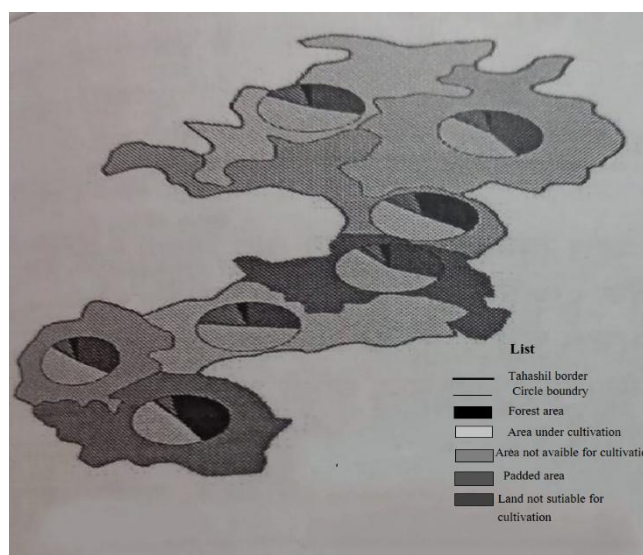 List
Tahashil border
Circle boundry
Forest area
Area under cultivation
Area not avaible for cultivatio
Padded area
Land not sutiable for
cultivation